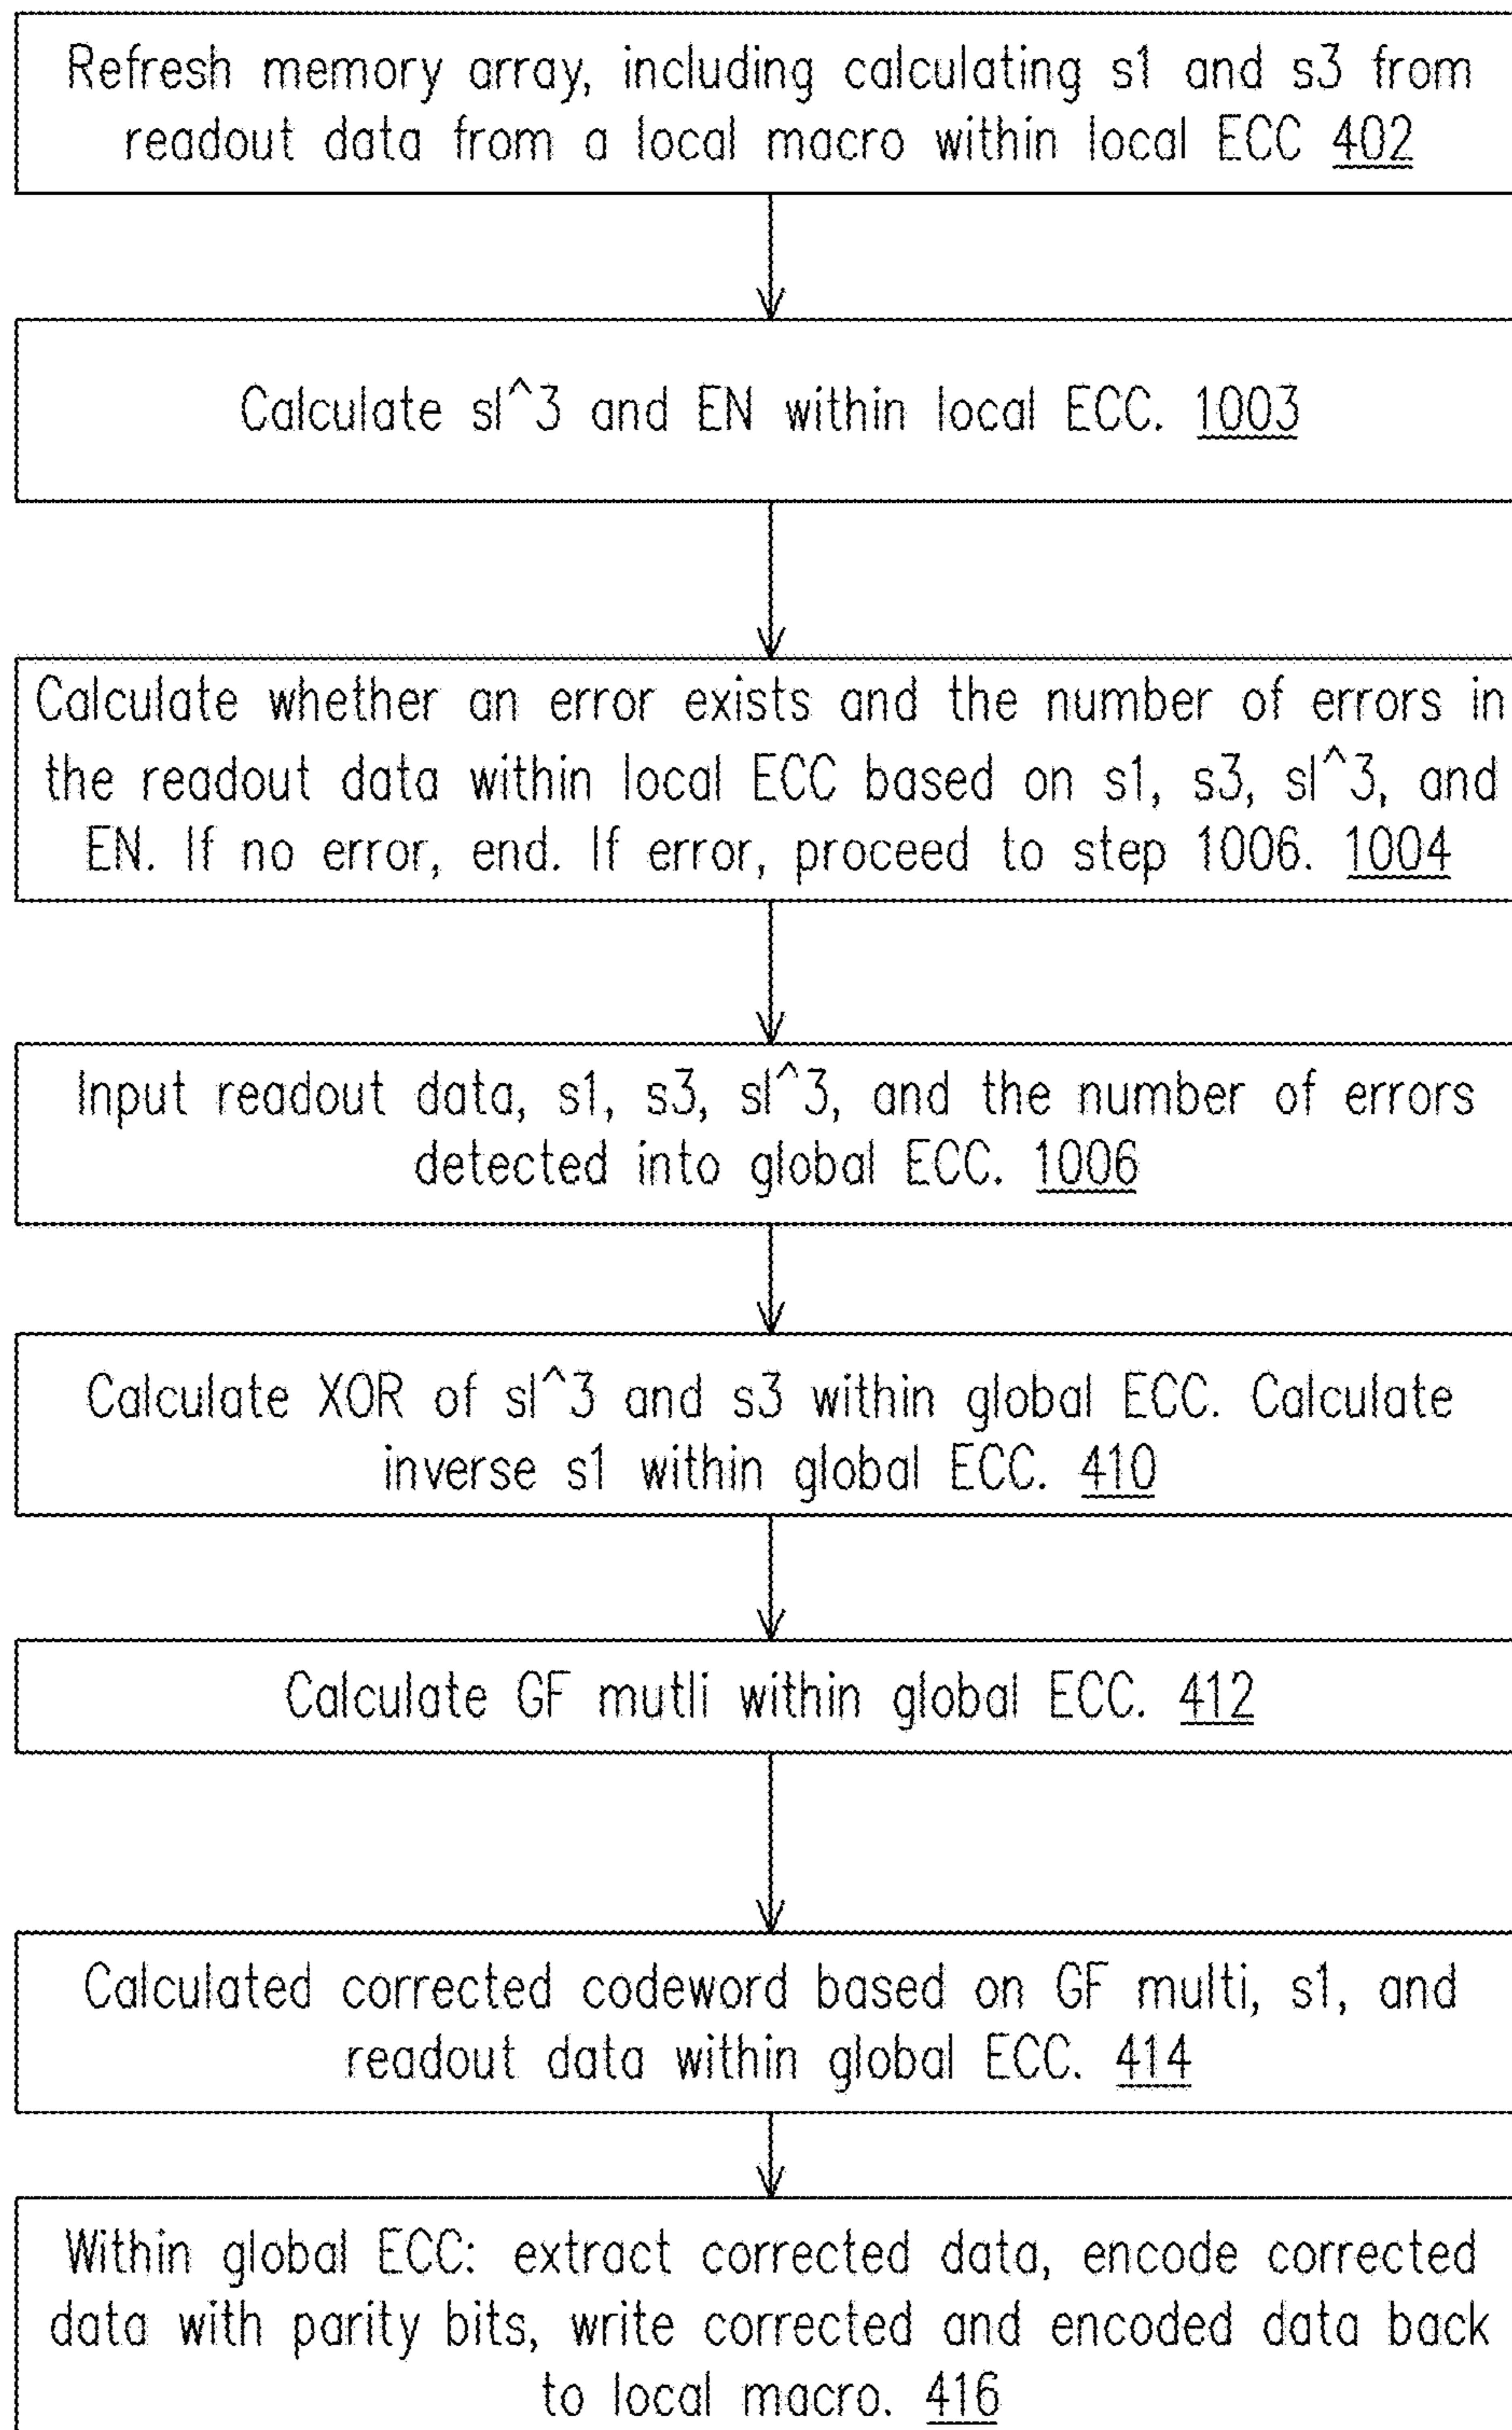 Refresh memory array, including calculating s1 and s3 from
readout data from a local macro within local ECC 402
Calculate sl^3 and EN within local ECC. 1003
Calculate whether an error exists and the number of errors in
the readout data within local ECC based on s1, s3, sl^3, and
EN. If no error, end. If error, proceed to step 1006. 1004
Input readout data, s1, s3, sl^3, and the number of errors
detected into global ECC. 1006
Calculate XOR of sl^3 and s3 within global ECC. Calculate
inverse s1 within global ECC. 410
Calculate GF mutli within global ECC. 412
Calculated corrected codeword based on GF multi, s1, and
readout data within global ECC. 414
Within global ECC: extract corrected data, encode corrected
data with parity bits, write corrected and encoded data back
to local macro. 416